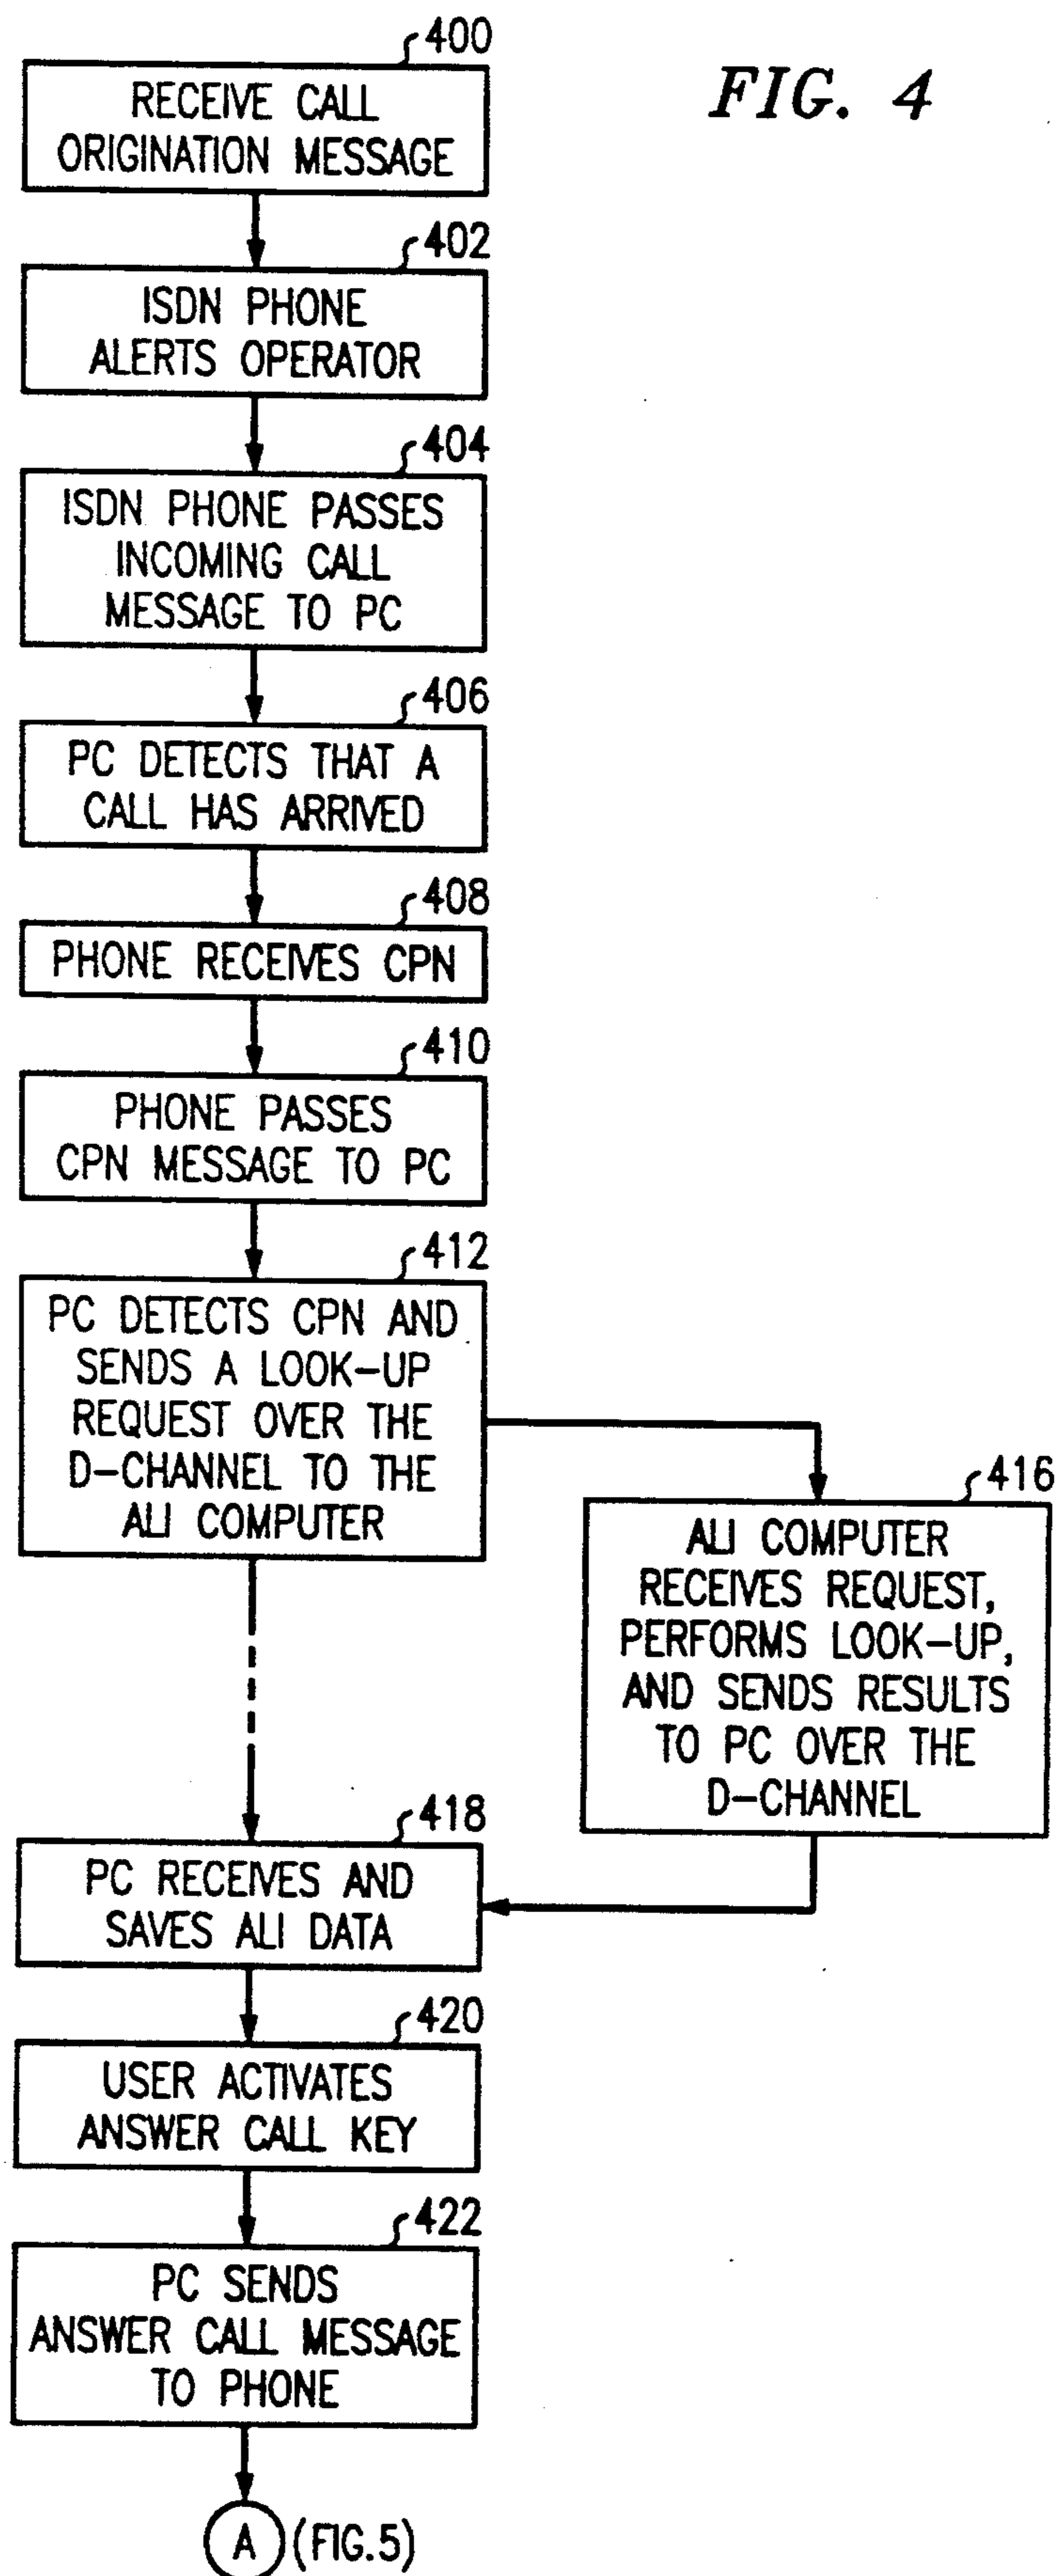 FIG. 4
400
RECEIVE CALL
ORIGINATION MESSAGE
402
ISDN PHONE
ALERTS OPERATOR
404
ISDN PHONE PASSES
INCOMING CALL
MESSAGE TO PC
406
PC DETECTS THAT A
CALL HAS ARRIVED
408
PHONE RECEIVES CPN
410
PHONE PASSES
CPN MESSAGE TO PC
412
PC DETECTS CPN AND
SENDS A LOOK-UP
REQUEST OVER THE
D-CHANNEL TO THE
ALI COMPUTER
416
ALI COMPUTER
RECEIVES REQUEST,
PERFORMS LOOK-UP,
AND SENDS RESULTS
TO PC OVER THE
D-CHANNEL
418
PC RECEIVES AND
SAVES ALI DATA
420
USER ACTIVATES
ANSWER CALL KEY
422
PC SENDS
ANSWER CALL MESSAGE
TO PHONE
A (FIG.5)